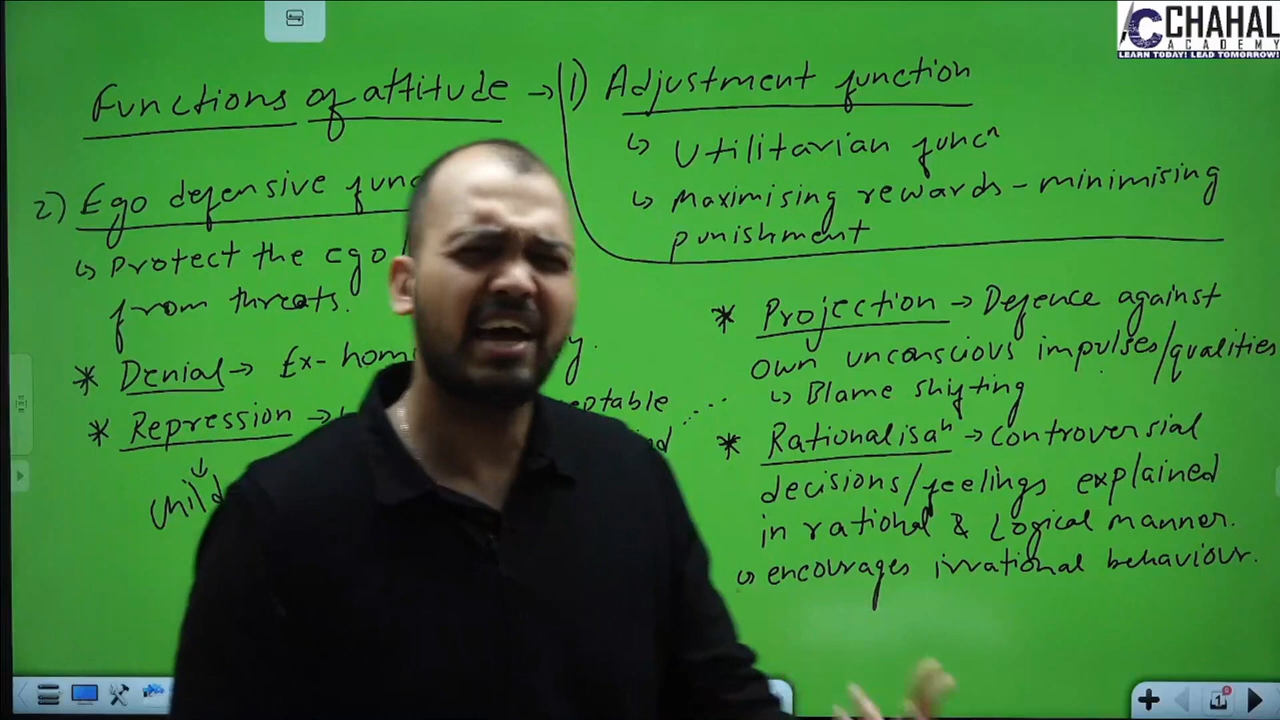 CHAHAL
ACADEMY
LEARN TODAY! LEAD TOMORROW!
Functions of attitude → 1) Adjustment function
↳ Utilitarian funcⁿ
↳ Maximising rewards - minimising
punishment
2) Ego defensive func
↳ Protect the ego
from threats.
* Denial → Ex-
* Repression →
eptable
↓
child
* Projection → Defence against
own unconscious impulses/qualities
↳ Blame shifting
* Rationalisaⁿ → controversial
decisions/feelings explained
in rational & Logical manner.
↳ encourages irrational behaviour.
1